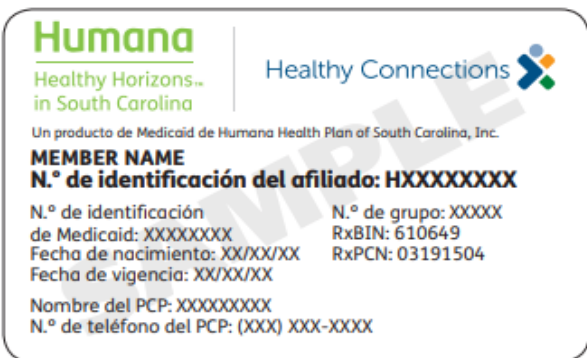 Humana
Healthy Horizons™
in South Carolina
Healthy Connections
Un producto de Medicaid de Humana Health Plan of South Carolina, Inc.
MEMBER NAME
N.° de identificación del afiliado: HXXXXXXXX
N.° de identificación
de Medicaid: XXXXXXXX
Fecha de nacimiento: XX/XX/XX
Fecha de vigencia: XX/XX/XX
N.° de grupo: XXXXX
RxBIN: 610649
RxPCN: 03191504
Nombre del PCP: XXXXXXXXX
N.° de teléfono del PCP: (XXX) XXX-XXXX
SAMPLE